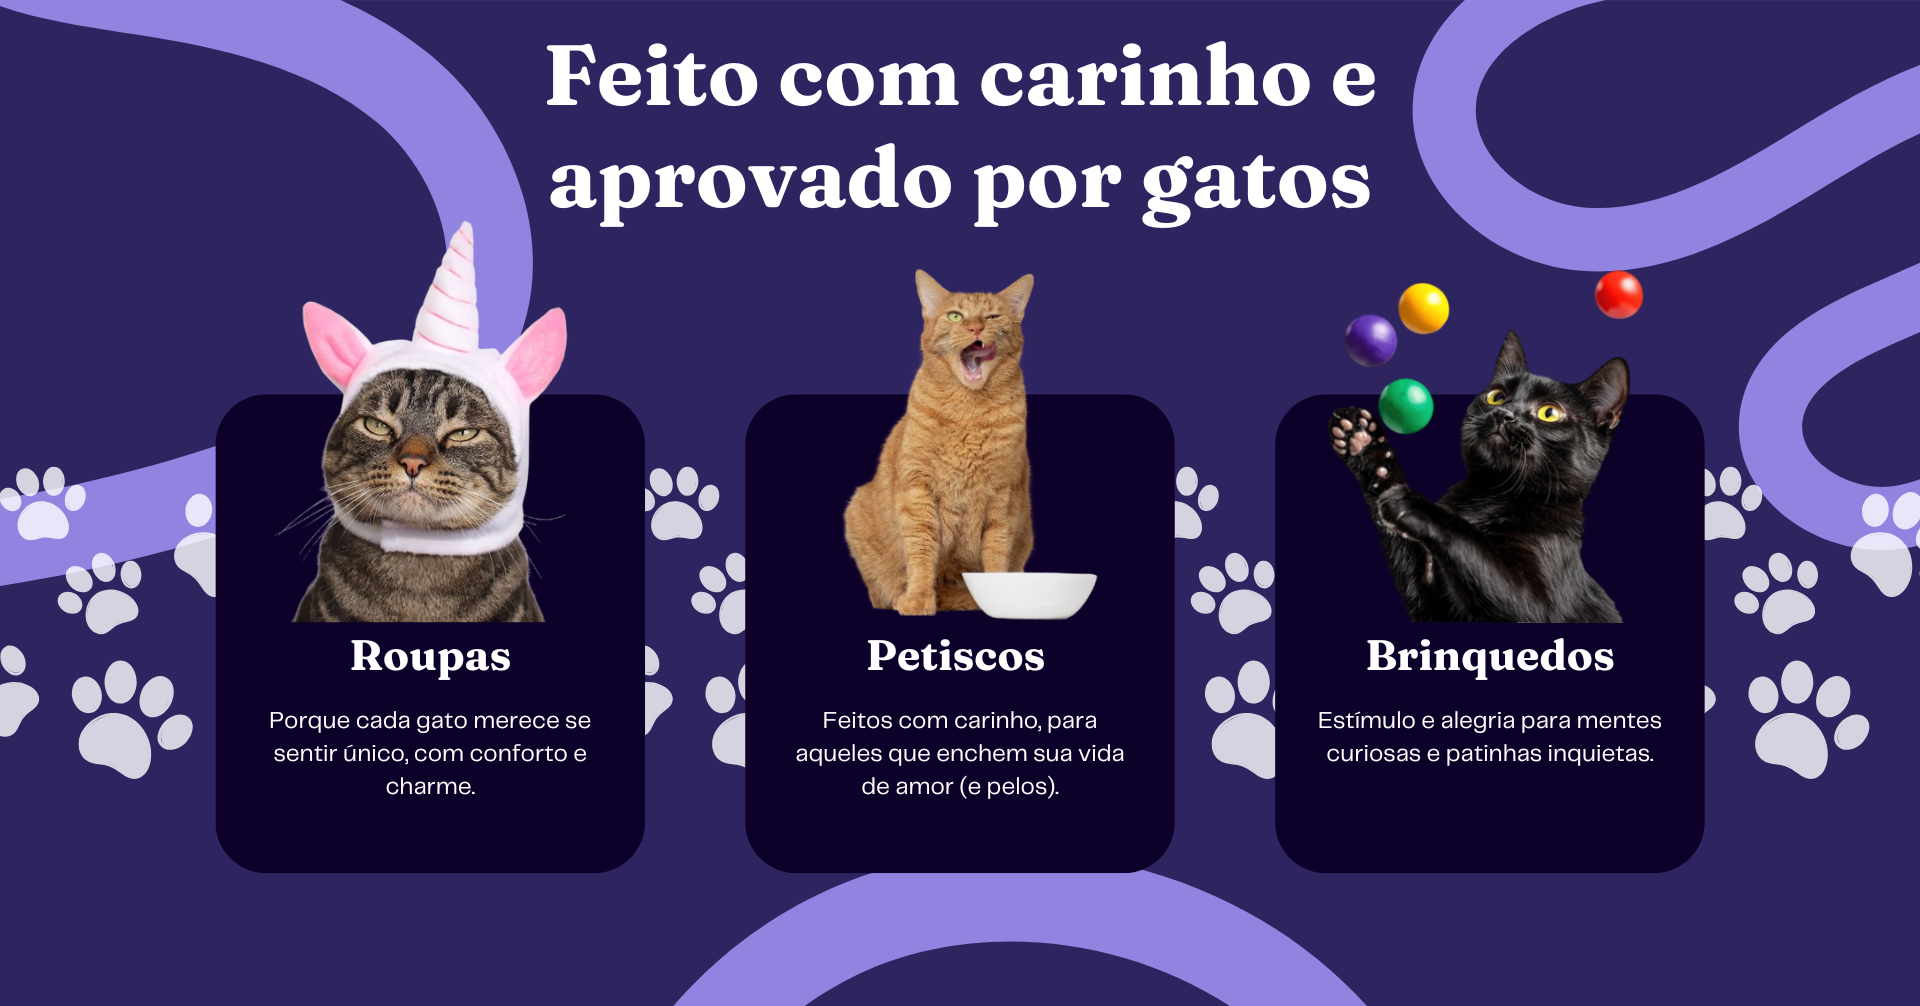 Feito com carinho e
aprovado por gatos
Roupas
Porque cada gato merece se
sentir único, com conforto e
charme.
Petiscos
Feitos com carinho, para
aqueles que enchem sua vida
de amor (e pelos).
Brinquedos
Estímulo e alegria para mentes
curiosas e patinhas inquietas.